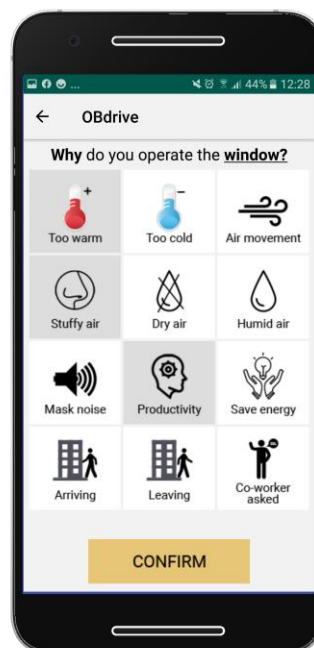 ... 44% 12:28
OBdrive
Why do you operate the window?
Too warm Too cold Air movement
Stuffy air Dry air Humid air
Mask noise Productivity Save energy
Arriving Leaving Co-worker
asked
CONFIRM